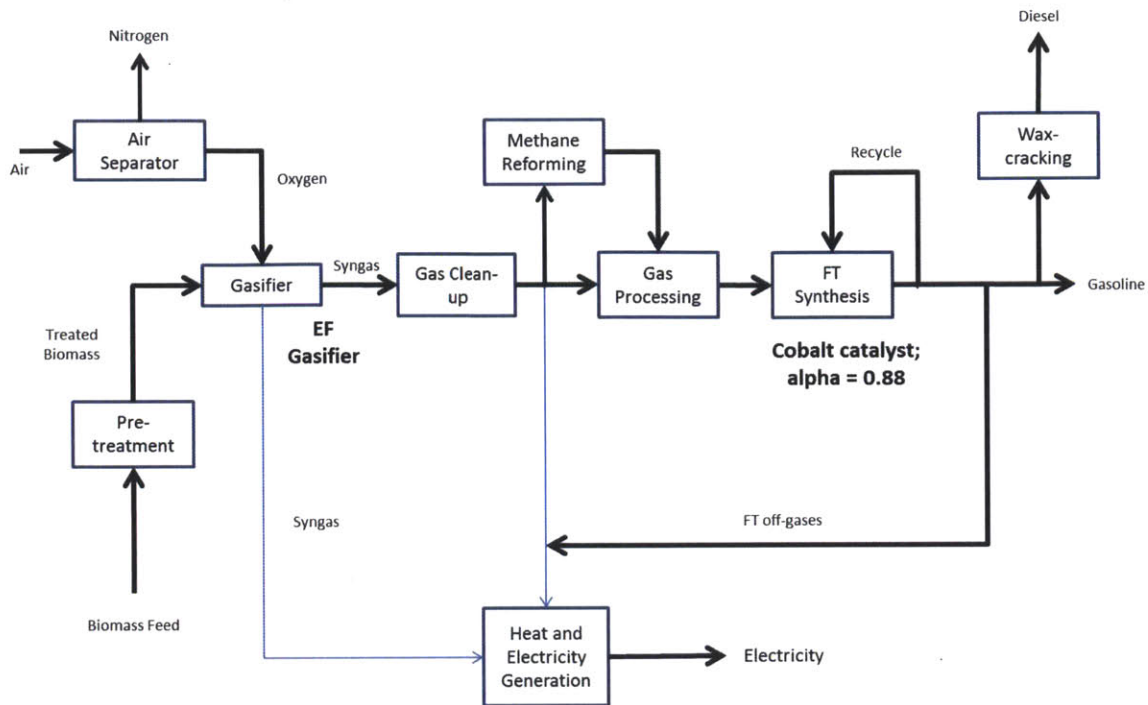 Diesel
Nitrogen
Air
Separator
Air
Oxygen
Methane
Reforming
Recycle
Wax-
cracking
Syngas
Gasifier
Gas Clean-
up
Gas
Processing
FT
Synthesis
Gasoline
EF
Gasifier
Cobalt catalyst;
alpha = 0.88
Treated
Biomass
Pre-
treatment
Syngas
FT off-gases
Biomass Feed
Heat and
Electricity
Generation
Electricity